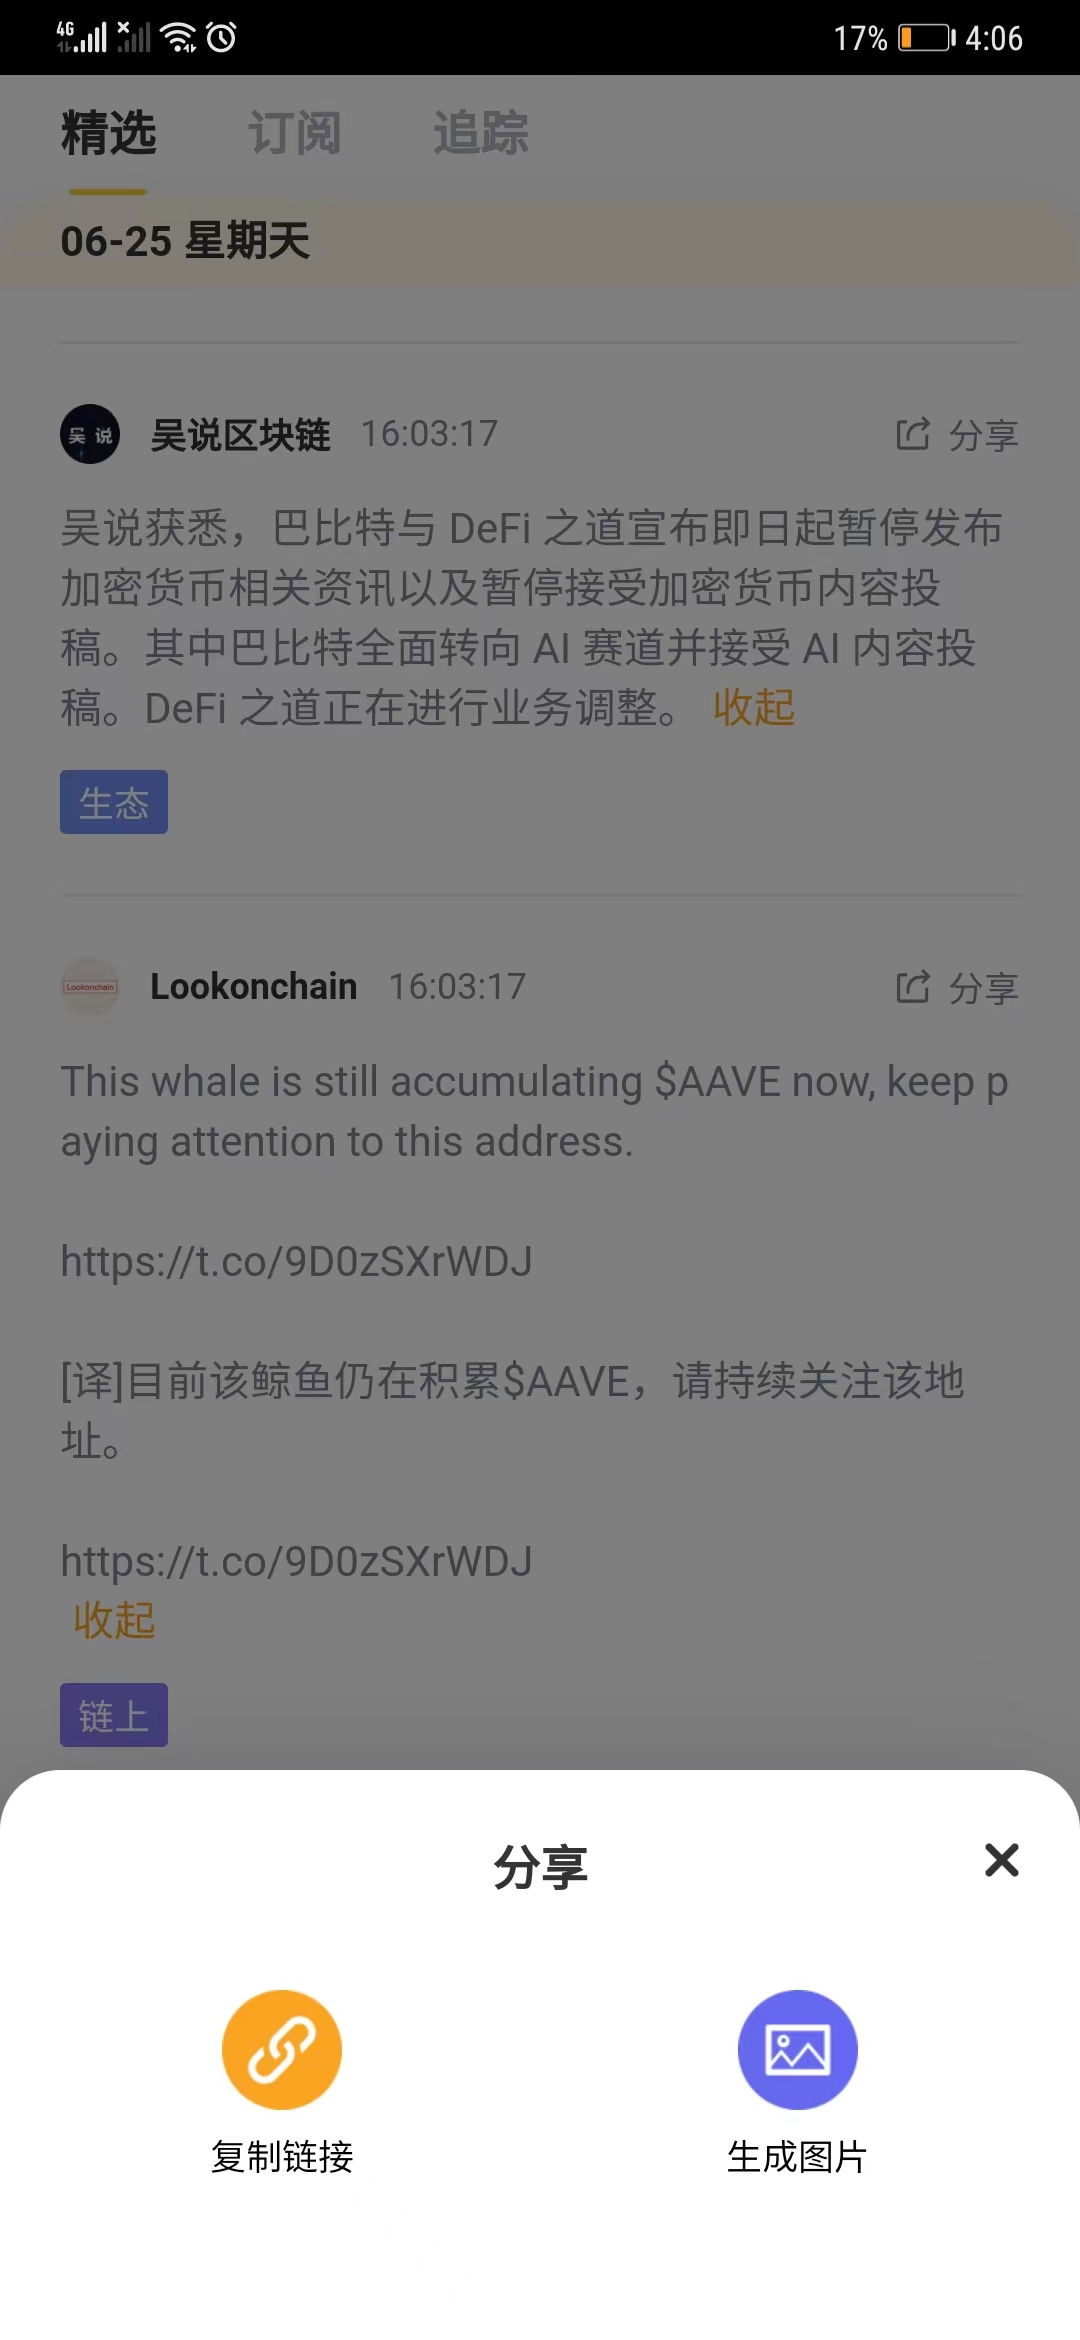 4G 17% 4:06
精选 订阅 追踪
06-25 星期天
吴 说 吴说区块链 16:03:17 分享
吴说获悉，巴比特与 DeFi 之道宣布即日起暂停发布
加密货币相关资讯以及暂停接受加密货币内容投
稿。其中巴比特全面转向 AI 赛道并接受 AI 内容投
稿。DeFi 之道正在进行业务调整。 收起
生态
Lookonchain Lookonchain 16:03:17 分享
This whale is still accumulating $AAVE now, keep p
aying attention to this address.
https://t.co/9D0zSXrWDJ
[译]目前该鲸鱼仍在积累$AAVE，请持续关注该地
址。
https://t.co/9D0zSXrWDJ
收起
链上
分享
复制链接 生成图片